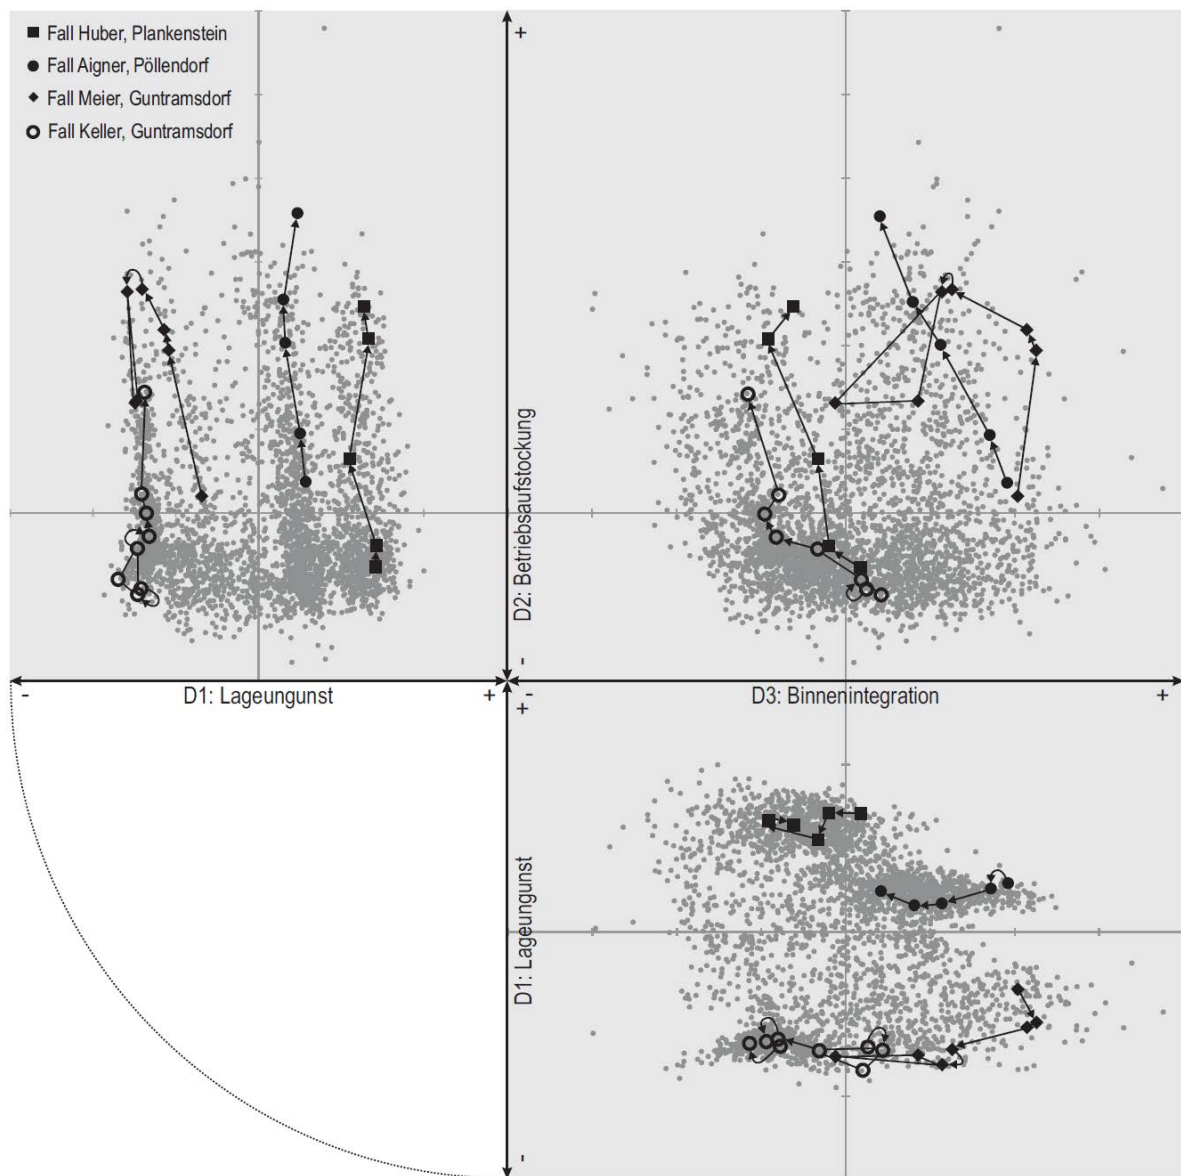 Fall Huber, Plankenstein
Fall Aigner, Pöllendorf
Fall Meier, Guntramsdorf
Fall Keller, Guntramsdorf
+
D2: Betriebsaufstockung
-
- D1: Lageungunst +
- D3: Binnenintegration +
+
D1: Lageungunst
-